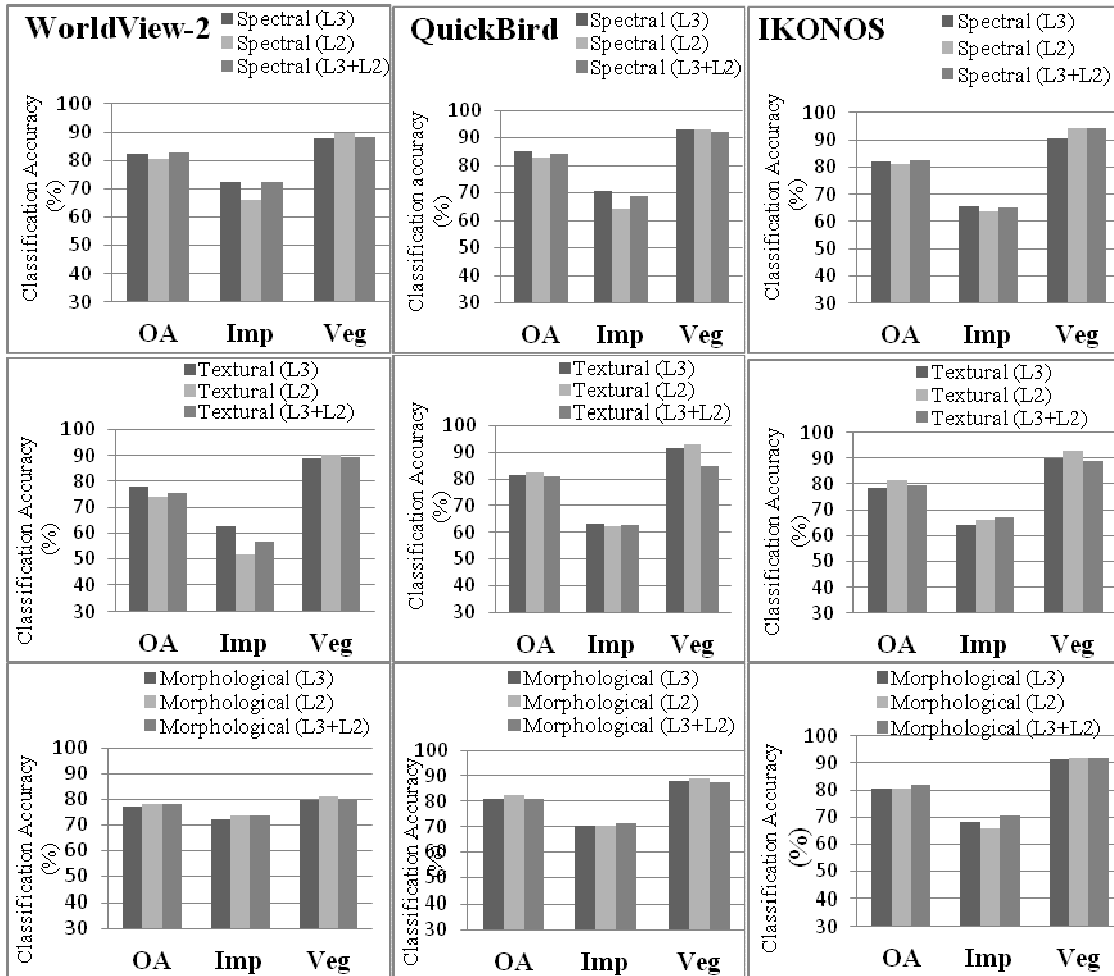 WorldView-2
Spectral (L3)
Spectral (L2)
Spectral (L3+L2)
Classification Accuracy
(%)
100
90
80
70
60
50
40
30
OA Imp Veg
QuickBird
Spectral (L3)
Spectral (L2)
Spectral (L3+L2)
Classification accuracy
(%)
100
90
80
70
60
50
40
30
OA Imp Veg
IKONOS
Spectral (L3)
Spectral (L2)
Spectral (L3+L2)
Classification Accuracy
(%)
100
90
80
70
60
50
40
30
OA Imp Veg
Textural (L3)
Textural (L2)
Textural (L3+L2)
Classification Accuracy
(%)
100
90
80
70
60
50
40
30
OA Imp Veg
Textural (L3)
Textural (L2)
Textural (L3+L2)
Classification Accuracy
(%)
100
90
80
70
60
50
40
30
OA Imp Veg
Textural (L3)
Textural (L2)
Textural (L3+L2)
Classification Accuracy
(%)
100
90
80
70
60
50
40
30
OA Imp Veg
Morphological (L3)
Morphological (L2)
Morphological (L3+L2)
Classification Accuracy
(%)
100
90
80
70
60
50
40
30
OA Imp Veg
Morphological (L3)
Morphological (L2)
Morphological (L3+L2)
Classification Accuracy
(%)
100
90
80
70
60
50
40
30
OA Imp Veg
Morphological (L3)
Morphological (L2)
Morphological (L3+L2)
Classification Accuracy
(%)
100
90
80
70
60
50
40
30
OA Imp Veg